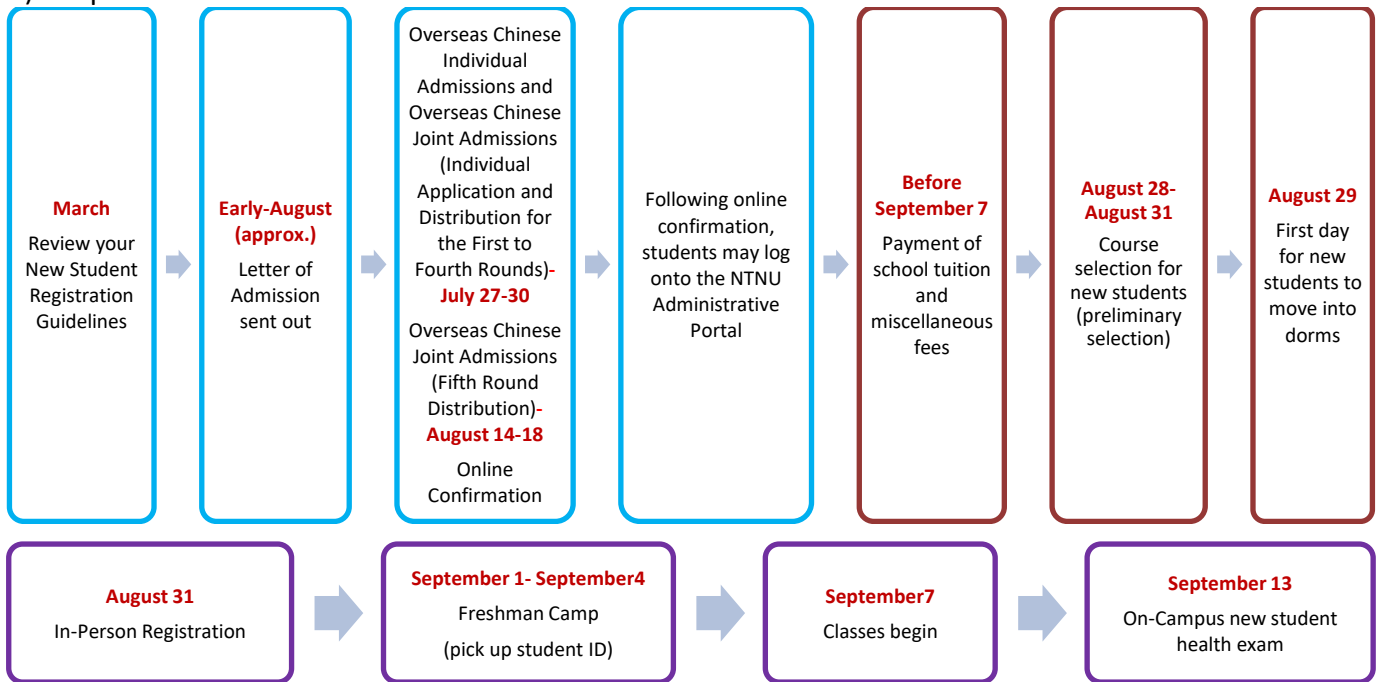 March
Review your
New Student
Registration
Guidelines
Early-August
(approx.)
Letter of
Admission
sent out
Overseas Chinese
Individual
Admissions and
Overseas Chinese
Joint Admissions
(Individual
Application and
Distribution for
the First to
Fourth Rounds)-
July 27-30
Overseas Chinese
Joint Admissions
(Fifth Round
Distribution)-
August 14-18
Online
Confirmation
Following online
confirmation,
students may log
onto the NTNU
Administrative
Portal
Before
September 7
Payment of
school tuition
and
miscellaneous
fees
August 28-
August 31
Course
selection for
new students
(preliminary
selection)
August 29
First day
for new
students to
move into
dorms
August 31
In-Person Registration
September 1- September4
Freshman Camp
(pick up student ID)
September7
Classes begin
September 13
On-Campus new student
health exam